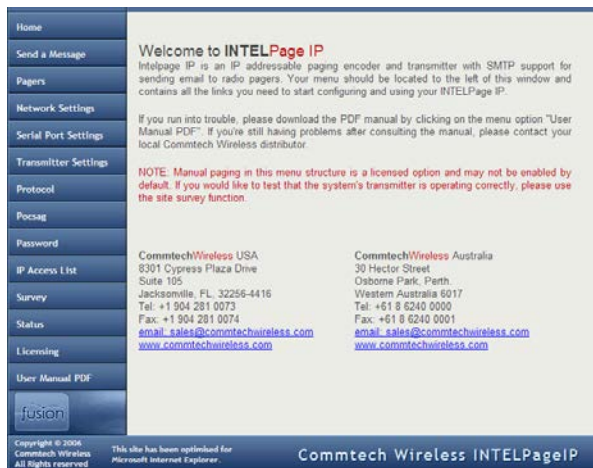 Home
Send a Message
Pagers
Network Settings
Serial Port Settings
Transmitter Settings
Protocol
Pocsag
Password
IP Access List
Survey
Status
Licensing
User Manual PDF
fusion
Welcome to INTELPage IP
Intelpage IP is an IP addressable paging encoder and transmitter with SMTP support for
sending email to radio pagers. Your menu should be located to the left of this window and
contains all the links you need to start configuring and using your INTELPage IP.
If you run into trouble, please download the PDF manual by clicking on the menu option "User
Manual PDF". If you're still having problems after consulting the manual, please contact your
local Commtech Wireless distributor.
NOTE: Manual paging in this menu structure is a licensed option and may not be enabled by
default. If you would like to test that the system's transmitter is operating correctly, please use
the site survey function.
CommtechWireless USA
8301 Cypress Plaza Drive
Suite 105
Jacksonville, FL, 32256-4416
Tel: +1 904 281 0073
Fax: +1 904 281 0074
email: sales@commtechwireless.com
www.commtechwireless.com
CommtechWireless Australia
30 Hector Street
Osborne Park, Perth.
Western Australia 6017
Tel: +61 8 6240 0000
Fax: +61 8 6240 0001
email: sales@commtechwireless.com
www.commtechwireless.com
Copyright © 2006
Commtech Wireless
All Rights reserved
This site has been optimised for
Microsoft Internet Explorer.
Commtech Wireless INTELPageIP